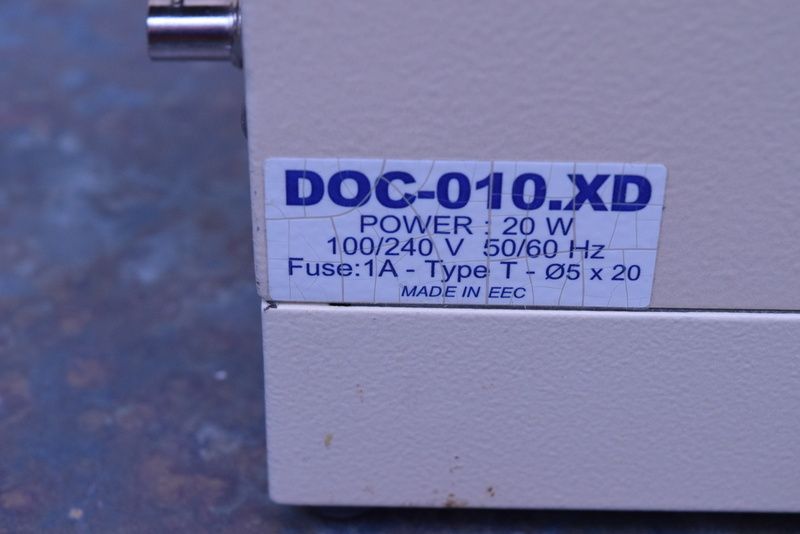 DOC-010.XD
POWER : 20 W
100/240 V 50/60 Hz
Fuse:1A - Type T - Ø5 x 20
MADE IN EEC